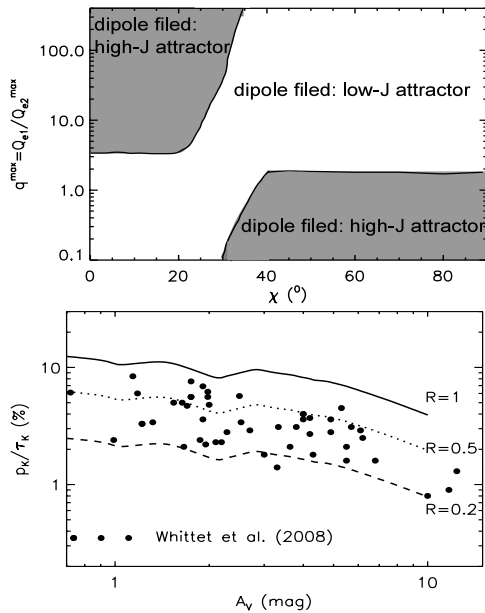 dipole filed:
high-J attractor
dipole filed: low-J attractor
dipole filed: high-J attractor
q^max=Q_e1/Q_e2^max
100.0
10.0
1.0
0.1
0 20 40 60 80
χ (°)
p_K/τ_K (%)
10
1
R=1
R=0.5
R=0.2
Whittet et al. (2008)
1 10
A_V (mag)